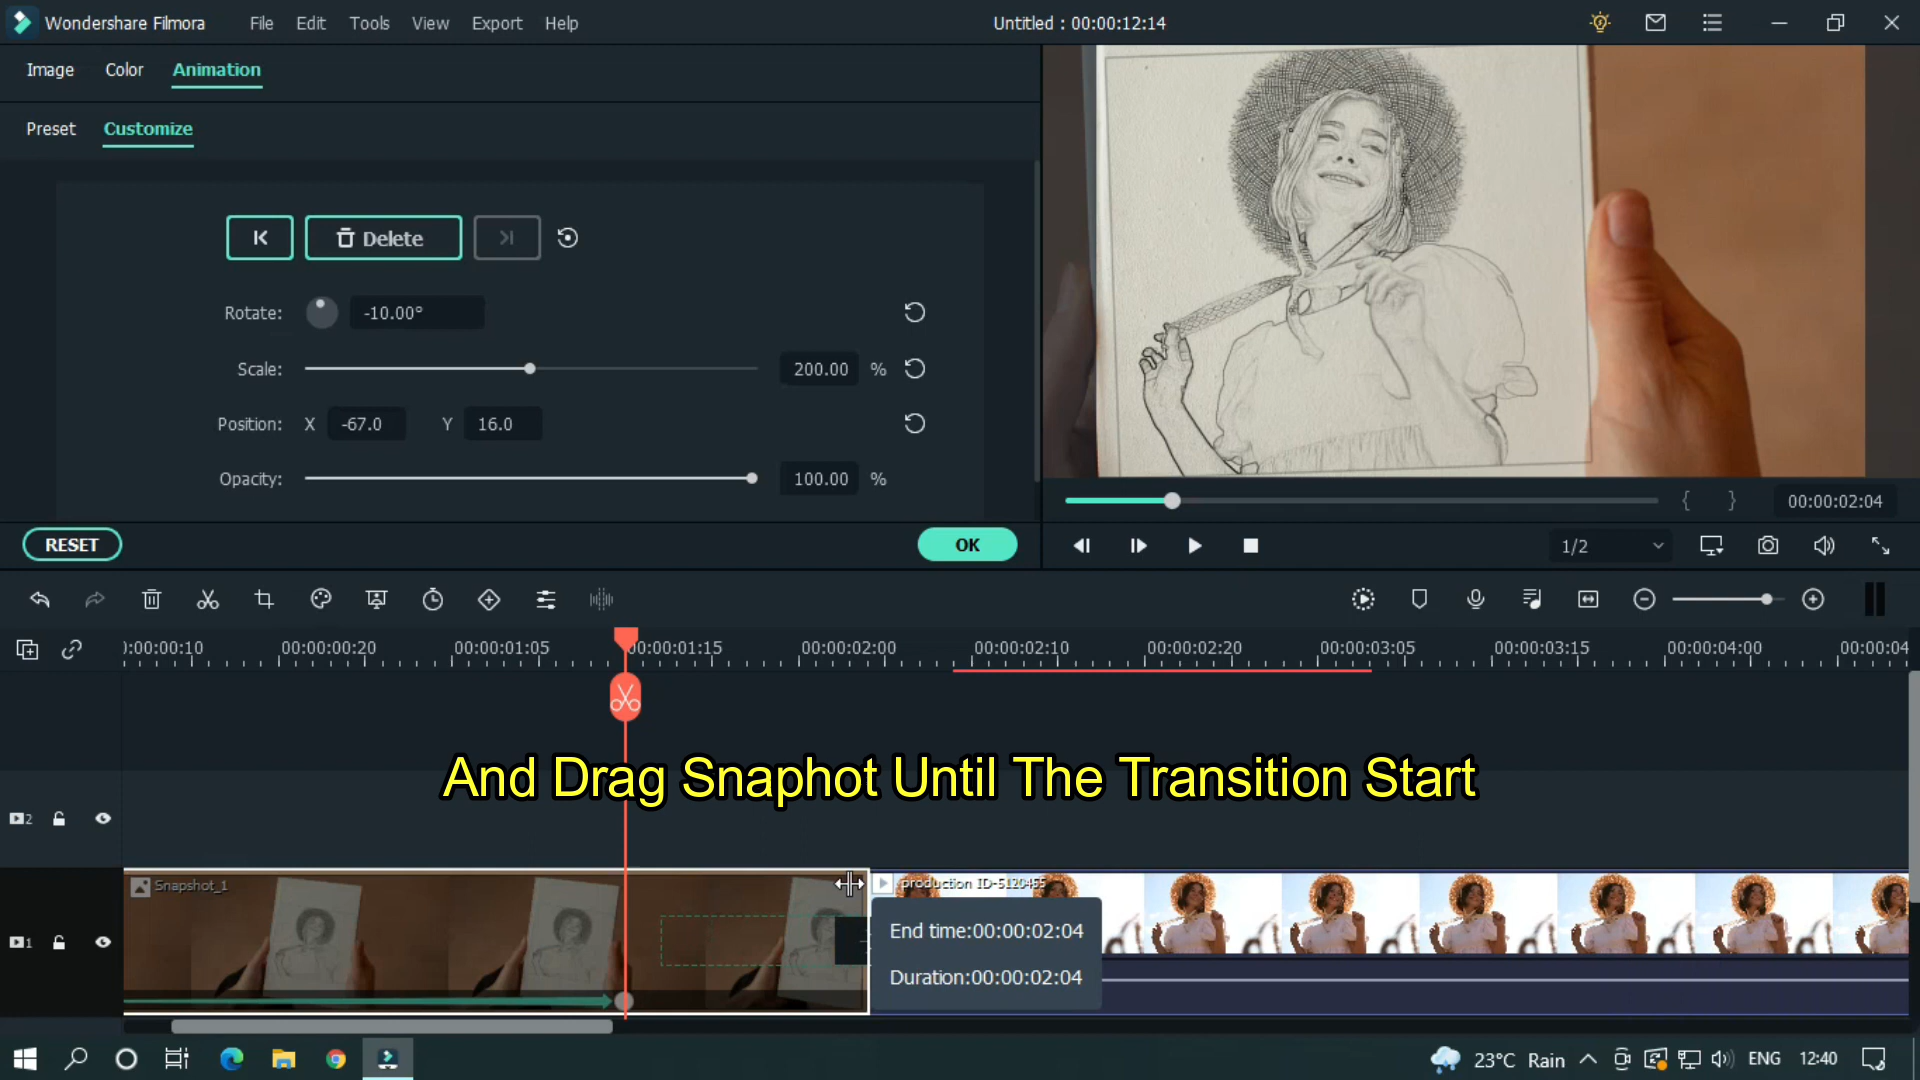 Wondershare Filmora File Edit Tools View Export Help Untitled : 00:00:12:14
Image Color Animation
Preset Customize
Delete
Rotate: -10.00°
Scale: 200.00 %
Position: X -67.0 Y 16.0
Opacity: 100.00 %
{ } 00:00:02:04
RESET OK
1/2
):00:00:10 00:00:00:20 00:00:01:05 00:00:01:15 00:00:02:00 00:00:02:10 00:00:02:20 00:00:03:05 00:00:03:15 00:00:04:00 00:00:04
And Drag Snaphot Until The Transition Start
2
Snapshot_1 production ID-5120455
End time:00:00:02:04
1
Duration:00:00:02:04
23°C Rain ENG 12:40